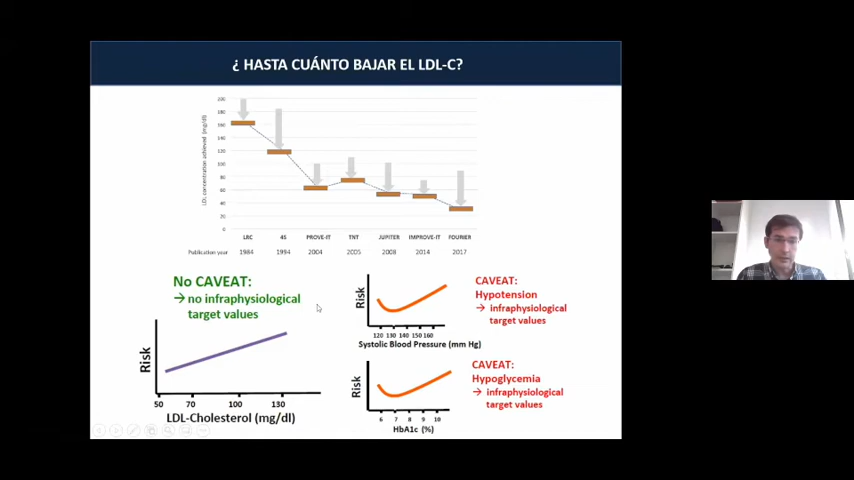 ¿ HASTA CUÁNTO BAJAR EL LDL-C?
LDL concentration achieved (mg/dl)
200
180
160
140
120
100
80
60
40
20
0
LRC 4S PROVE-IT TNT JUPITER IMPROVE-IT FOURIER
Publication year 1984 1994 2004 2005 2008 2014 2017
No CAVEAT:
→ no infraphysiological
target values
Risk
50 70 100 130
LDL-Cholesterol (mg/dl)
Risk
120 130 140 150 160
Systolic Blood Pressure (mm Hg)
CAVEAT:
Hypotension
→ infraphysiological
target values
Risk
6 7 8 9 10
HbA1c (%)
CAVEAT:
Hypoglycemia
→ infraphysiological
target values